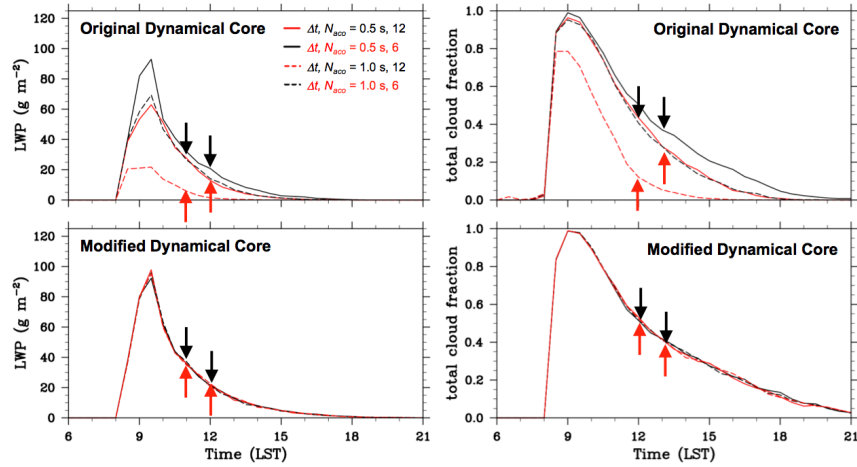 Original Dynamical Core
Δt, N_aco = 0.5 s, 12
Δt, N_aco = 0.5 s, 6
Δt, N_aco = 1.0 s, 12
Δt, N_aco = 1.0 s, 6
LWP (g m⁻²)
120
100
80
60
40
20
0
Original Dynamical Core
total cloud fraction
1.0
0.8
0.6
0.4
0.2
0.0
Modified Dynamical Core
LWP (g m⁻²)
120
100
80
60
40
20
0
6 9 12 15 18 21
Time (LST)
Modified Dynamical Core
total cloud fraction
1.0
0.8
0.6
0.4
0.2
0.0
6 9 12 15 18 21
Time (LST)